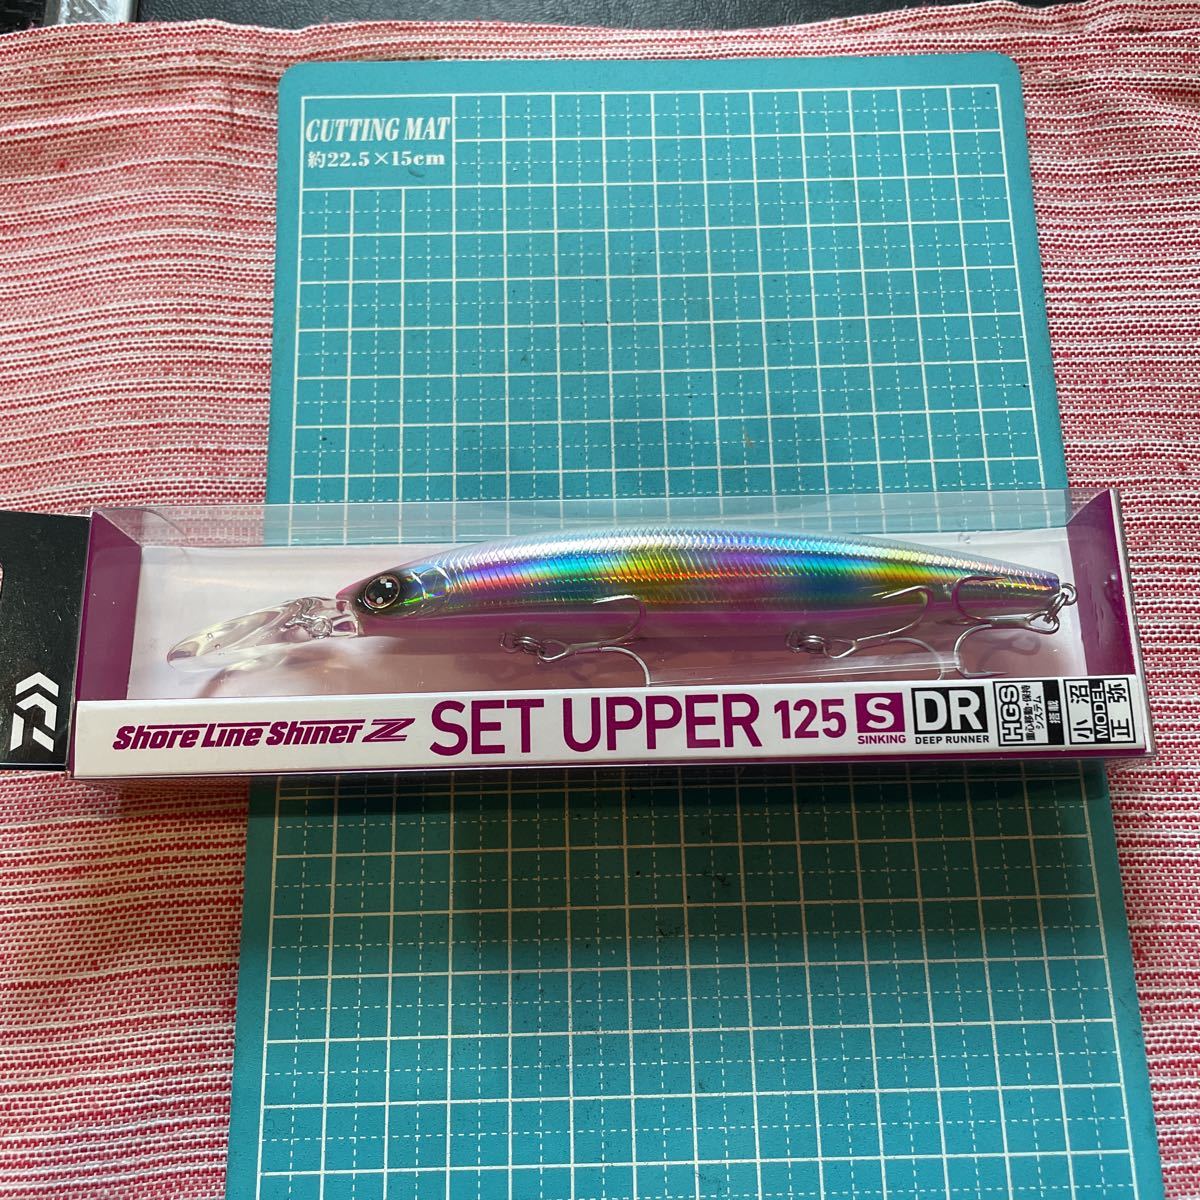 CUTTING MAT
約22.5×15cm
Shore Line Shiner Z SET UPPER 125 S DR
SINKING
DEEP RUNNER
HGS
重心移動・保持
システム
搭載
小沼
MODEL
正弥